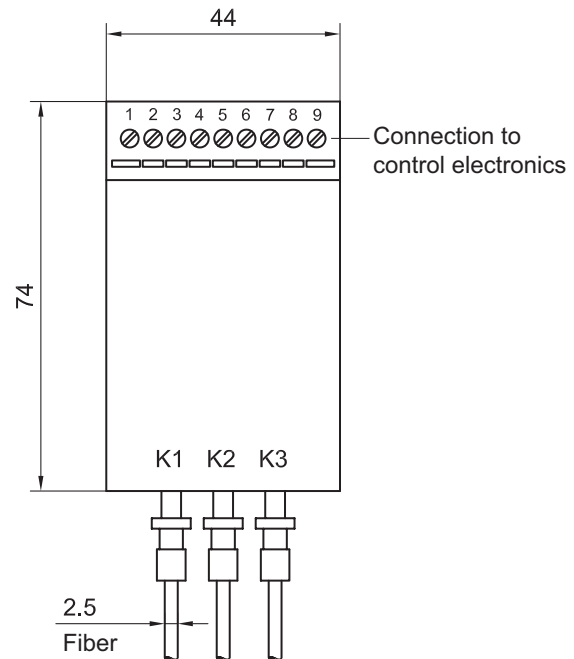 44
1 2 3 4 5 6 7 8 9
Connection to
control electronics
74
K1 K2 K3
2.5
Fiber